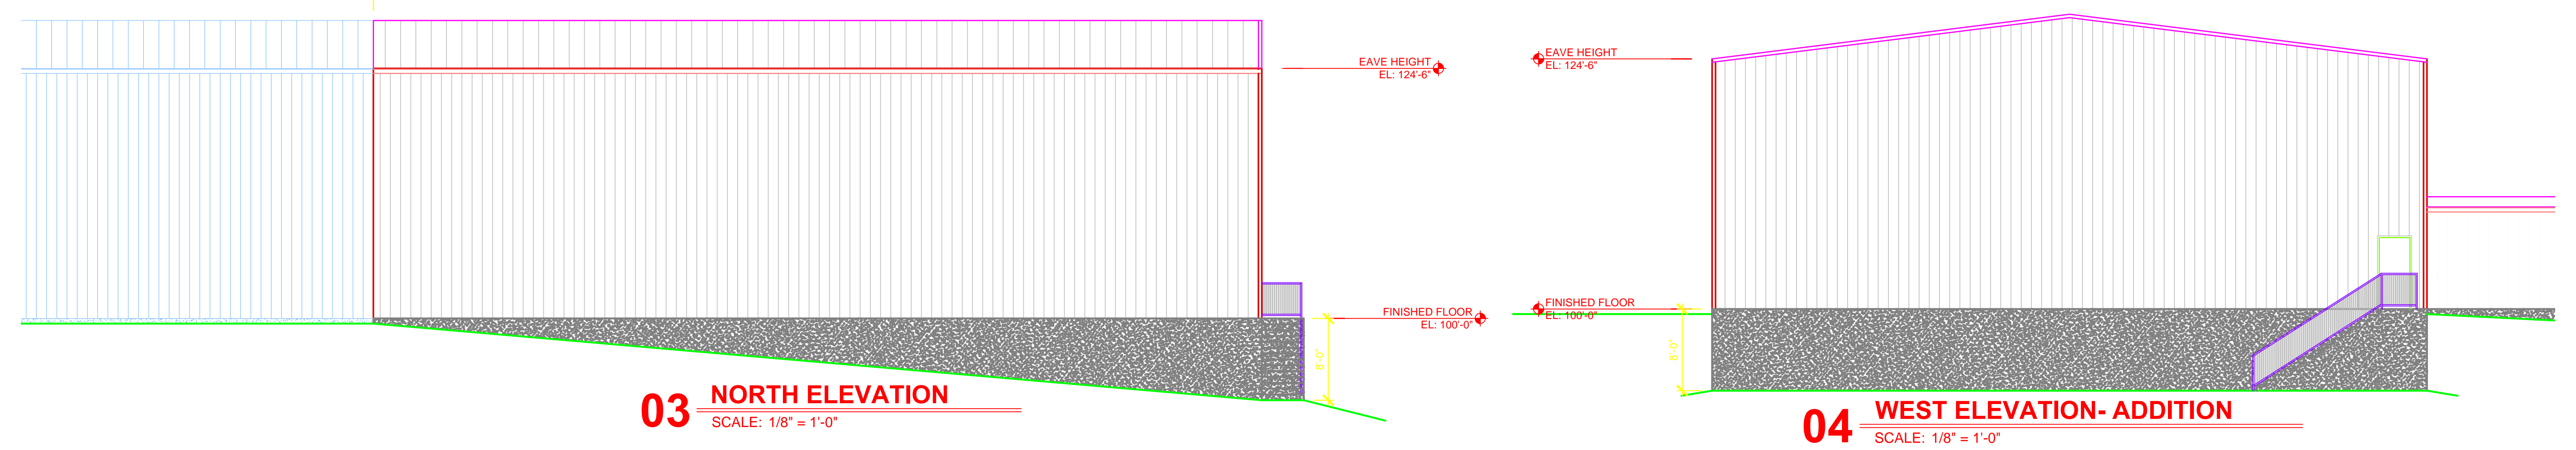 EAVE HEIGHT
EL: 124'-6"
FINISHED FLOOR
EL: 100'-0"
8'-0"
03
NORTH ELEVATION
SCALE: 1/8" = 1'-0"
EAVE HEIGHT
EL: 124'-6"
FINISHED FLOOR
EL: 100'-0"
8'-0"
04
WEST ELEVATION- ADDITION
SCALE: 1/8" = 1'-0"